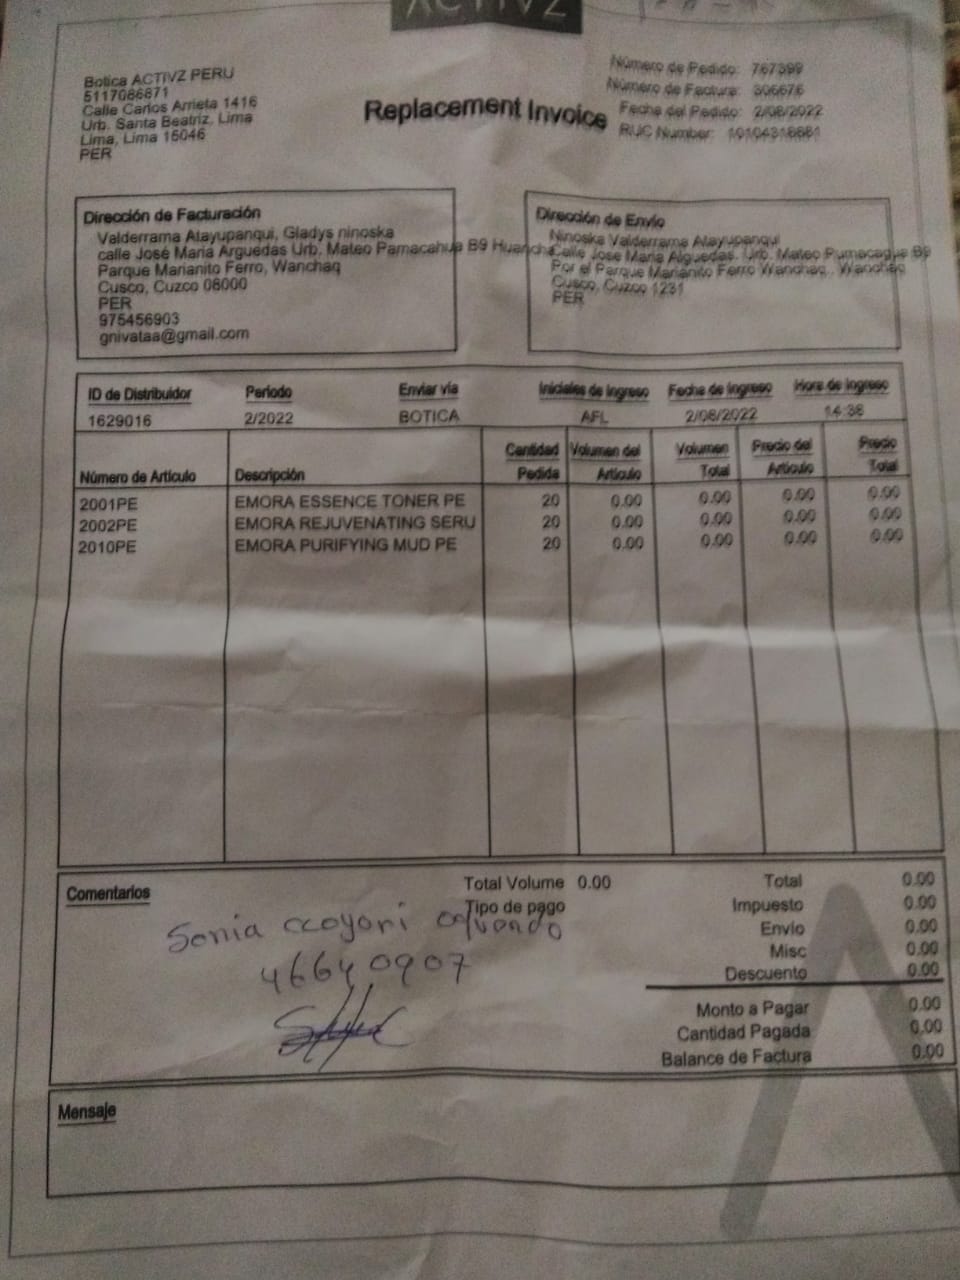 ACTIVZ
Botica ACTIVZ PERU
5117086871
Calle Carlos Arrieta 1416
Urb. Santa Beatriz, Lima
Lima, Lima 15046
PER
Replacement Invoice
Número de Pedido: 767399
Número de Factura: 306676
Fecha del Pedido: 2/08/2022
RUC Number:
Dirección de Facturación
Valderrama Atayupanqui, Gladys ninoska
calle José María Arguedas Urb. Mateo Pamacahua B9 Huancha
Parque Marianito Ferro, Wanchaq
Cusco, Cuzco 08000
PER
975456903
gnivataa@gmail.com
Dirección de Envío
Ninoska Valderrama Atayupanqui
Calle José María Alguedas. Urb. Mateo Pumacagua B9
Por el Parque Marianito Ferro Wanchaq., Wanchaq
Cusco, Cuzco 1231
PER
ID de Distribuidor Periodo Enviar vía Iniciales de Ingreso Fecha de Ingreso Hora de Ingreso
1629016 2/2022 BOTICA AFL 2/08/2022 14:38
Número de Artículo Descripción Cantidad Pedida Volumen del Artículo Volumen Total Precio del Artículo Precio Total
2001PE EMORA ESSENCE TONER PE 20 0.00 0.00 0.00 0.00
2002PE EMORA REJUVENATING SERU 20 0.00 0.00 0.00 0.00
2010PE EMORA PURIFYING MUD PE 20 0.00 0.00 0.00 0.00
Comentarios
Total Volume 0.00
Tipo de pago
Sonia ccoyori
46640907
Total 0.00
Impuesto 0.00
Envío 0.00
Misc 0.00
Descuento 0.00
Monto a Pagar 0.00
Cantidad Pagada 0.00
Balance de Factura 0.00
Mensaje